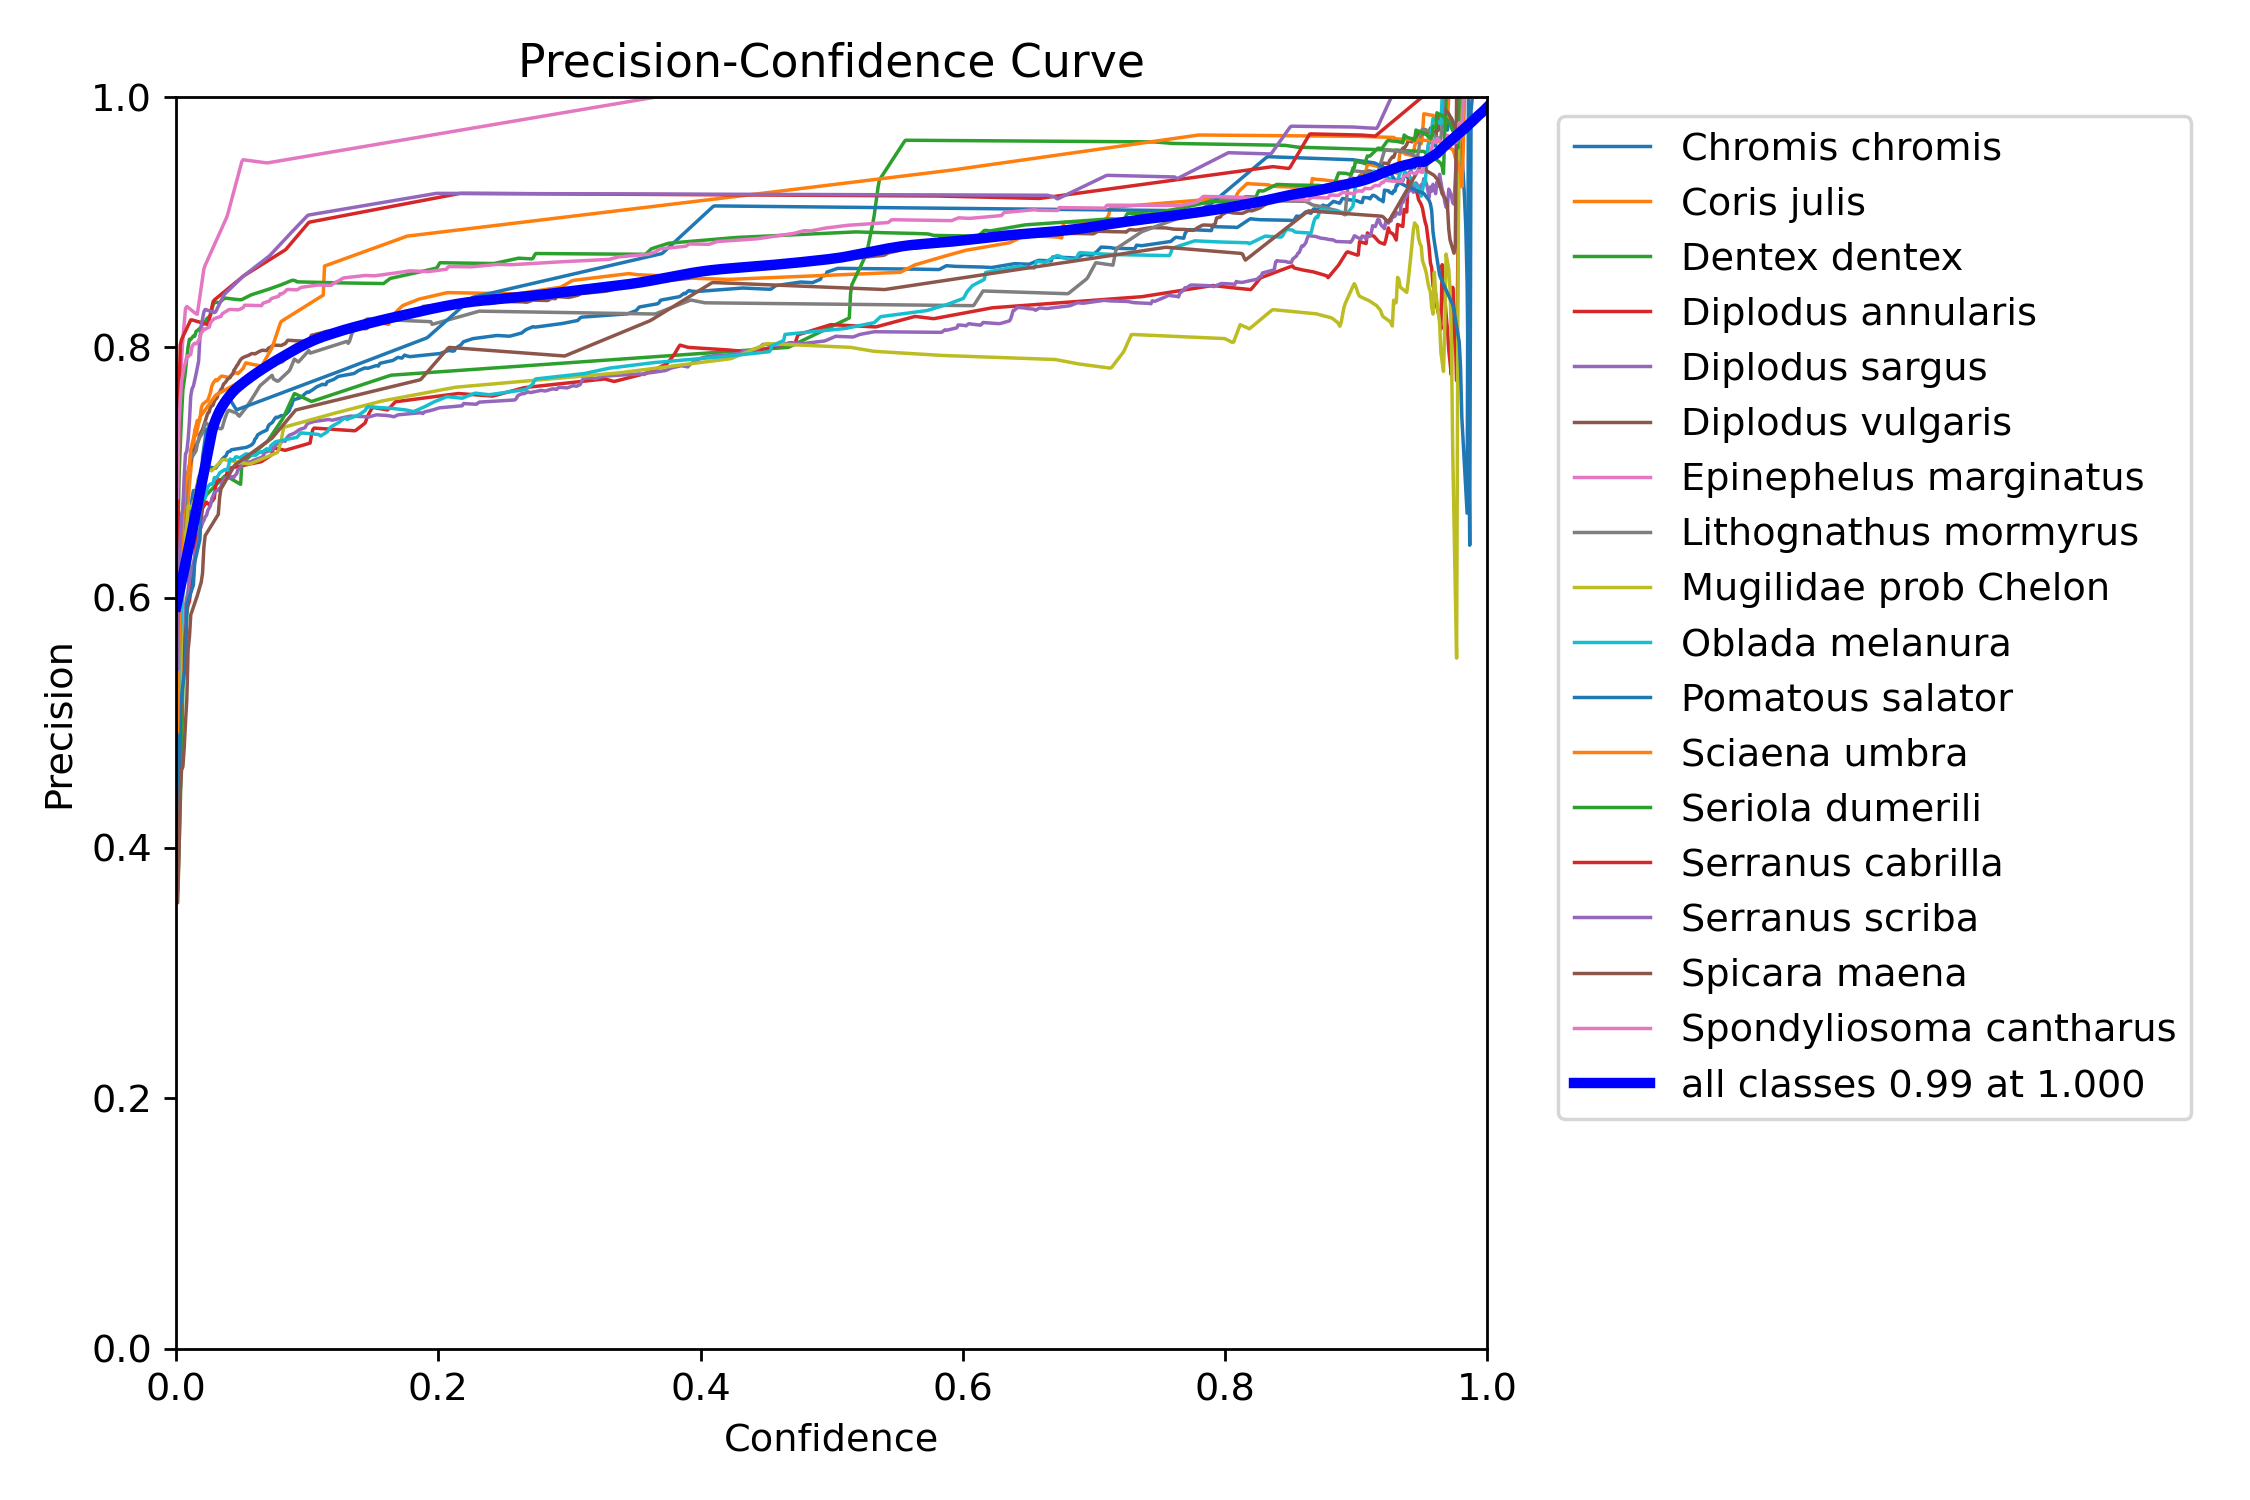 Precision-Confidence Curve
1.0
0.8
0.6
0.4
0.2
0.0
Precision
0.0 0.2 0.4 0.6 0.8 1.0
Confidence
Chromis chromis
Coris julis
Dentex dentex
Diplodus annularis
Diplodus sargus
Diplodus vulgaris
Epinephelus marginatus
Lithognathus mormyrus
Mugilidae prob Chelon
Oblada melanura
Pomatous salator
Sciaena umbra
Seriola dumerili
Serranus cabrilla
Serranus scriba
Spicara maena
Spondyliosoma cantharus
all classes 0.99 at 1.000